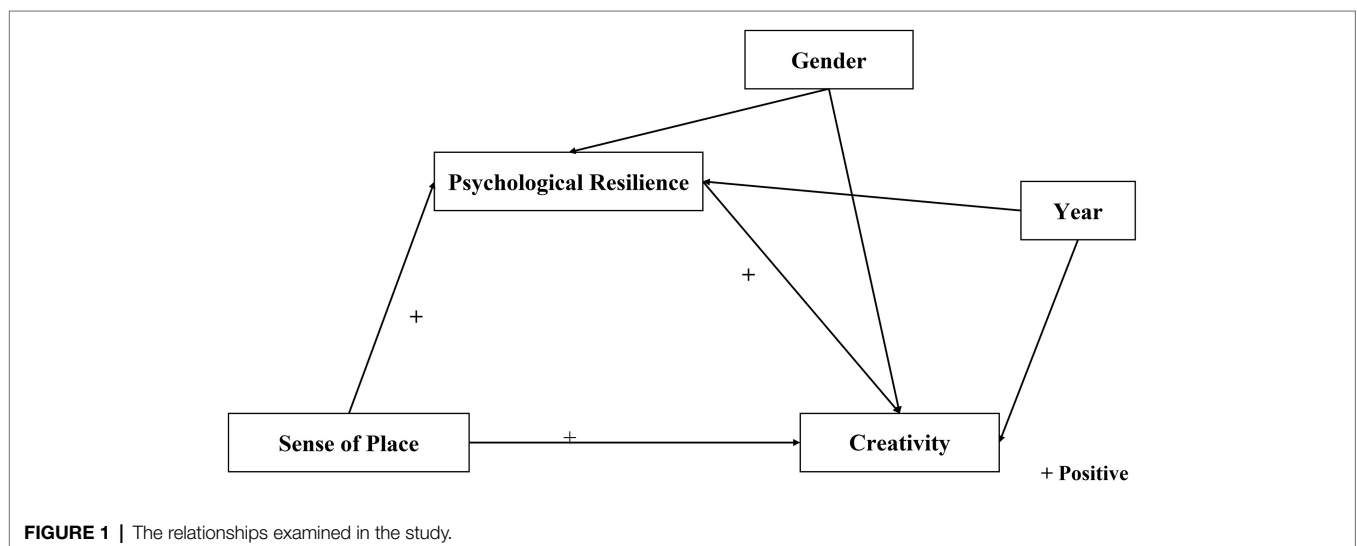 Gender
Psychological Resilience
Year
+
+
Sense of Place
+
Creativity
+ Positive
FIGURE 1 | The relationships examined in the study.